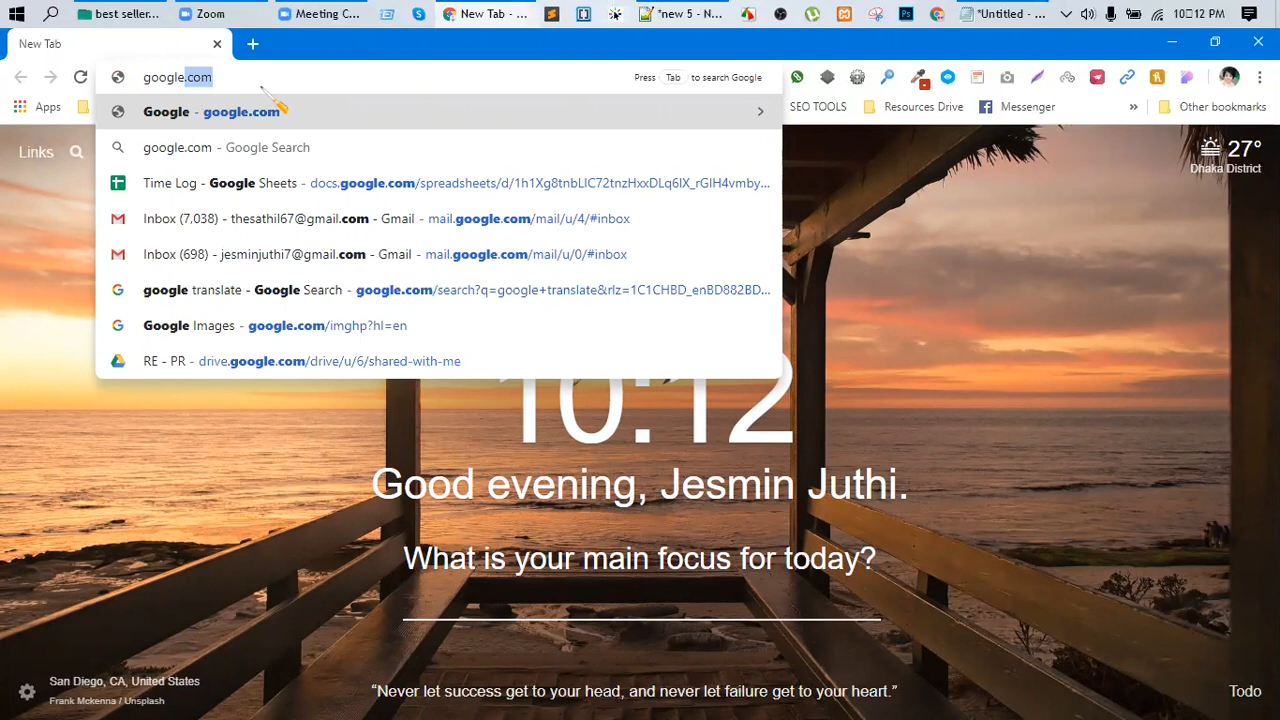 best seller...
Zoom
Meeting C...
New Tab - ...
*new 5 - N...
*Untitled - ...
10:12 PM
New Tab
google.com
Press Tab to search Google
Apps
SEO TOOLS
Resources Drive
Messenger
»
Other bookmarks
Google - google.com
google.com - Google Search
Time Log - Google Sheets - docs.google.com/spreadsheets/d/1h1Xg8tnbLIC72tnzHxxDLq6lX_rGlH4vmby...
Inbox (7,038) - thesathil67@gmail.com - Gmail - mail.google.com/mail/u/4/#inbox
Inbox (698) - jesminjuthi7@gmail.com - Gmail - mail.google.com/mail/u/0/#inbox
google translate - Google Search - google.com/search?q=google+translate&rlz=1C1CHBD_enBD882BD...
Google Images - google.com/imghp?hl=en
RE - PR - drive.google.com/drive/u/6/shared-with-me
Links
27°
Dhaka District
10:12
Good evening, Jesmin Juthi.
What is your main focus for today?
San Diego, CA, United States
Frank Mckenna / Unsplash
“Never let success get to your head, and never let failure get to your heart.”
Todo